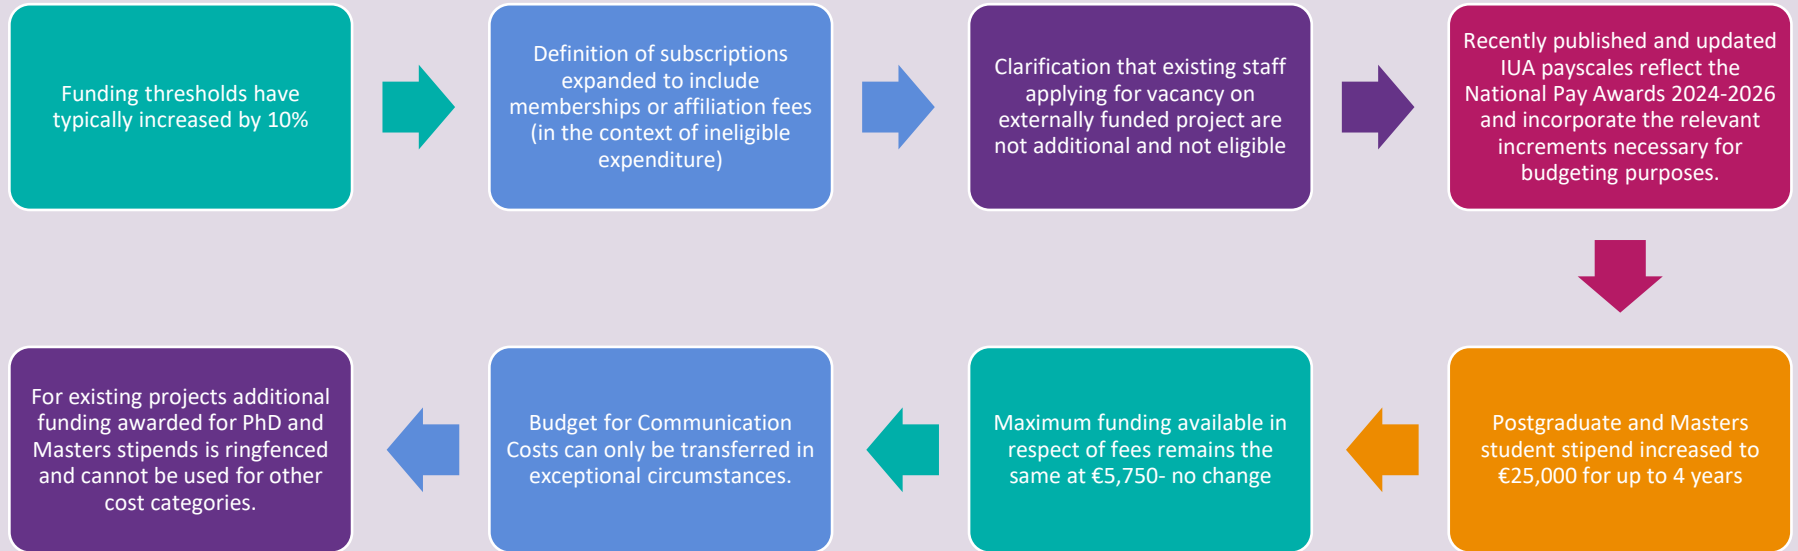 Funding thresholds have
typically increased by 10%
Definition of subscriptions
expanded to include
memberships or affiliation fees
(in the context of ineligible
expenditure)
Clarification that existing staff
applying for vacancy on
externally funded project are
not additional and not eligible
Recently published and updated
IUA payscales reflect the
National Pay Awards 2024-2026
and incorporate the relevant
increments necessary for
budgeting purposes.
Postgraduate and Masters
student stipend increased to
€25,000 for up to 4 years
Maximum funding available in
respect of fees remains the
same at €5,750- no change
Budget for Communication
Costs can only be transferred in
exceptional circumstances.
For existing projects additional
funding awarded for PhD and
Masters stipends is ringfenced
and cannot be used for other
cost categories.